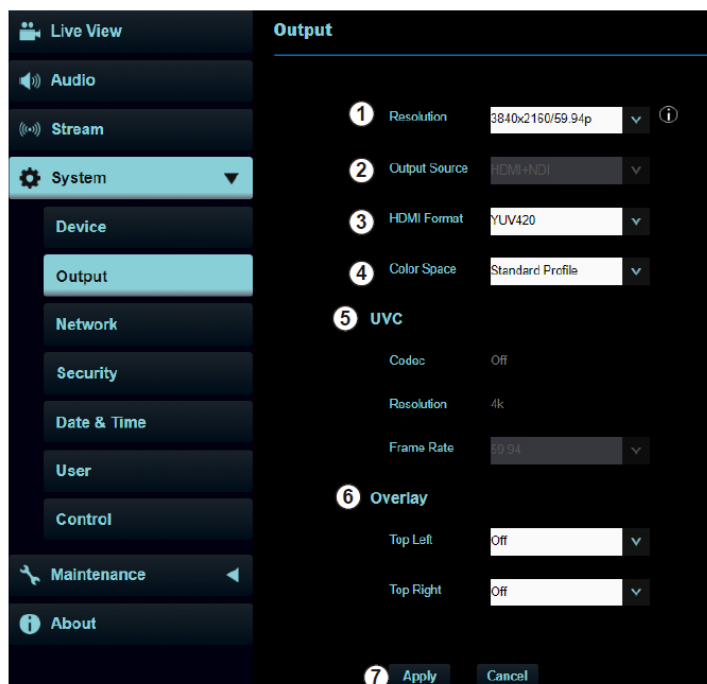 Live View
Audio
Stream
System
Device
Output
Network
Security
Date & Time
User
Control
Maintenance
About
Output
1 Resolution 3840x2160/59.94p
2 Output Source HDMI+NDI
3 HDMI Format YUV420
4 Color Space Standard Profile
5 UVC
Codec Off
Resolution 4k
Frame Rate 59.94
6 Overlay
Top Left Off
Top Right Off
7 Apply Cancel